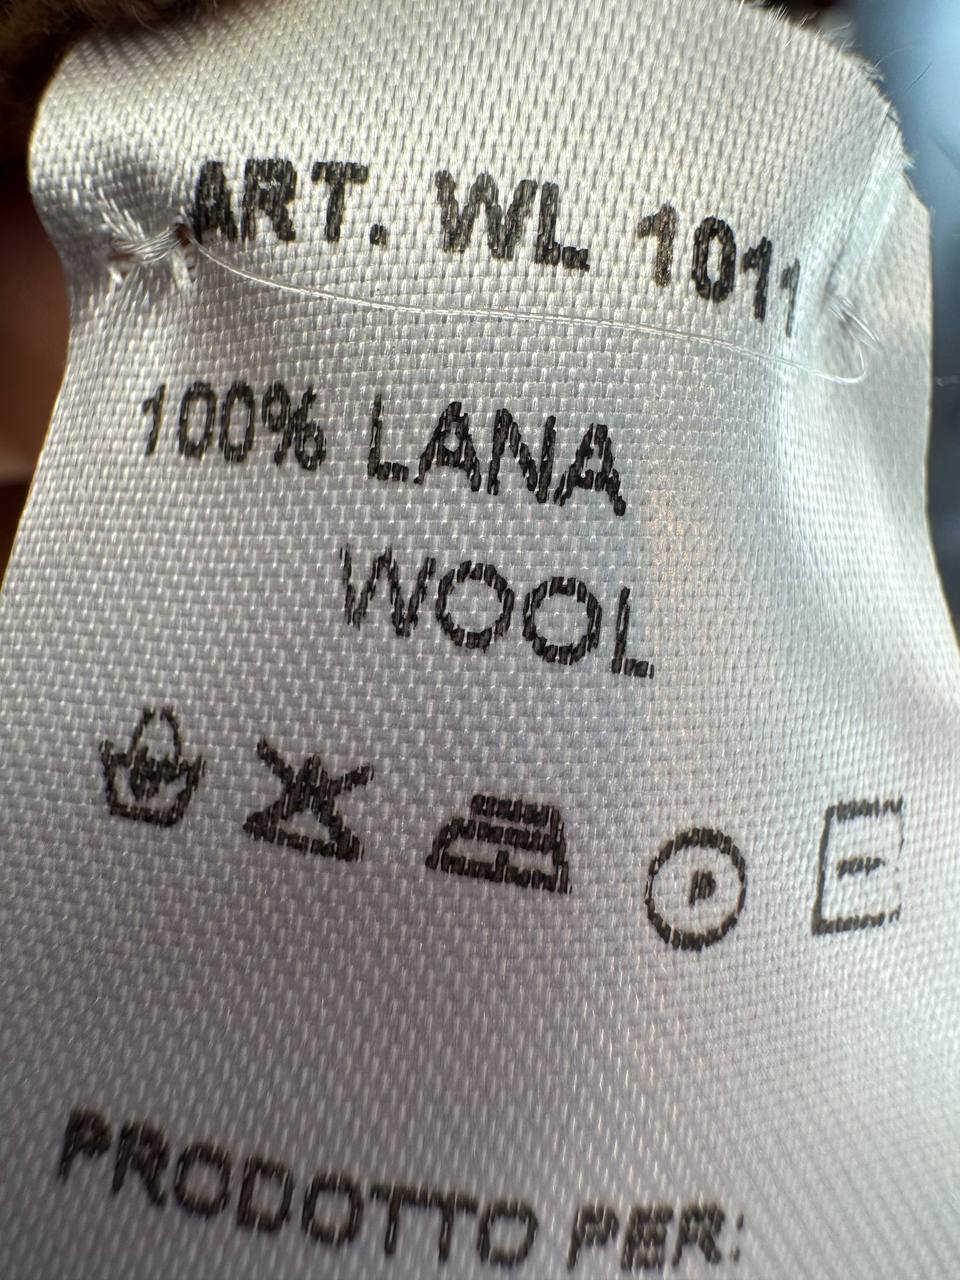 ART. WL 1011
100% LANA
WOOL
P
PRODOTTO PER: